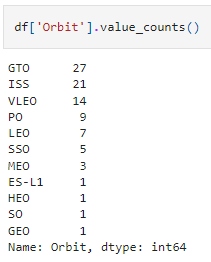 df['Orbit'].value_counts()
GTO 27
ISS 21
VLEO 14
PO 9
LEO 7
SSO 5
MEO 3
ES-L1 1
HEO 1
SO 1
GEO 1
Name: Orbit, dtype: int64